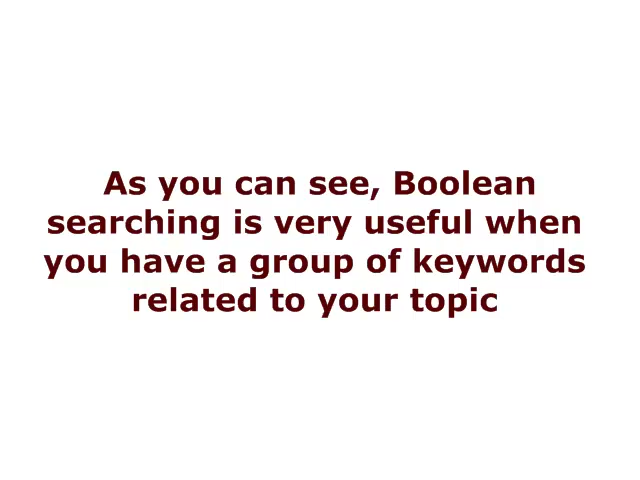 As you can see, Boolean
searching is very useful when
you have a group of keywords
related to your topic